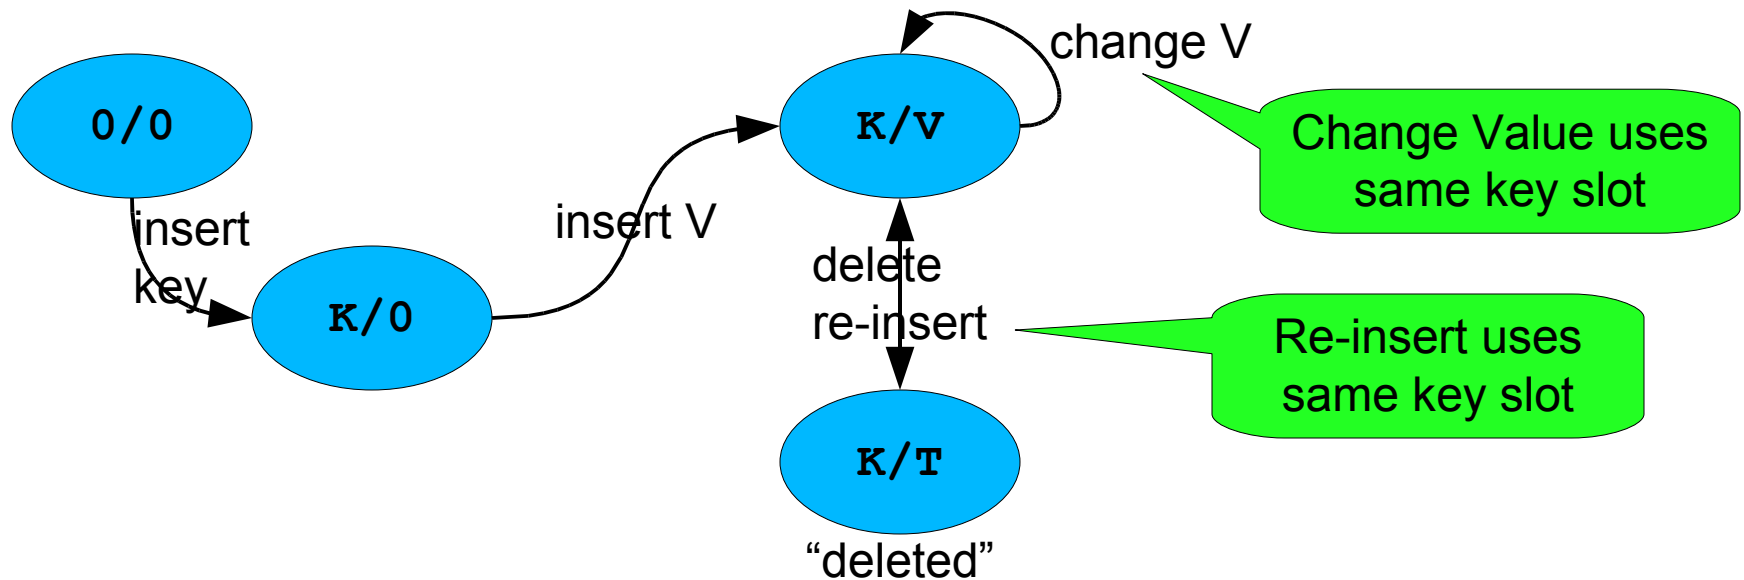 change V
0/0
K/V
Change Value uses
same key slot
insert
key
insert V
K/0
delete
re-insert
Re-insert uses
same key slot
K/T
“deleted”